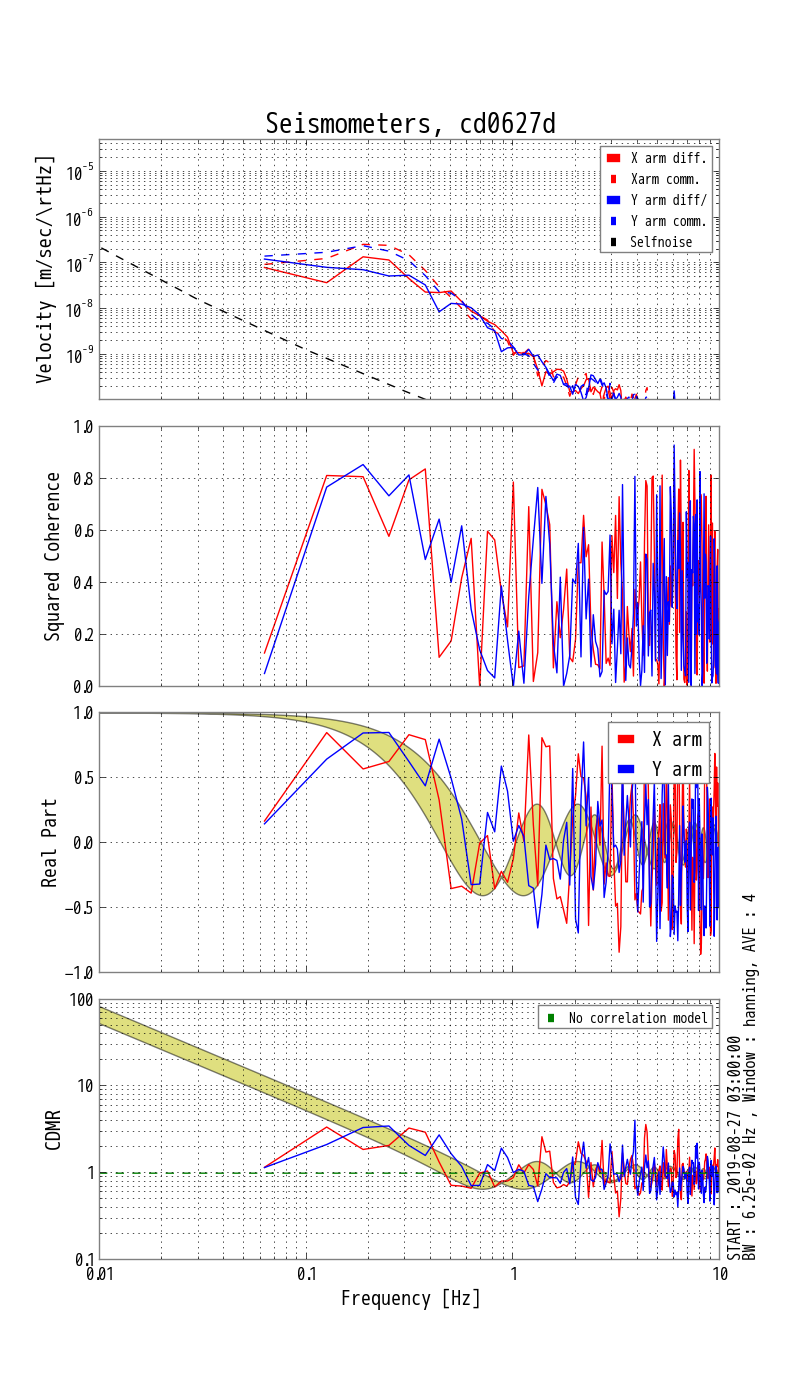 Seismometers, cd0627d
Velocity [m/sec/\rtHz]
10^-5
10^-6
10^-7
10^-8
10^-9
X arm diff.
Xarm comm.
Y arm diff/
Y arm comm.
Selfnoise
Squared Coherence
1.0
0.8
0.6
0.4
0.2
0.0
Real Part
1.0
0.5
0.0
−0.5
−1.0
X arm
Y arm
CDMR
100
10
1
0.1
No correlation model
0.01
0.1
1
10
Frequency [Hz]
START : 2019-08-27 03:00:00
BW : 6.25e-02 Hz , Window : hanning, AVE : 4